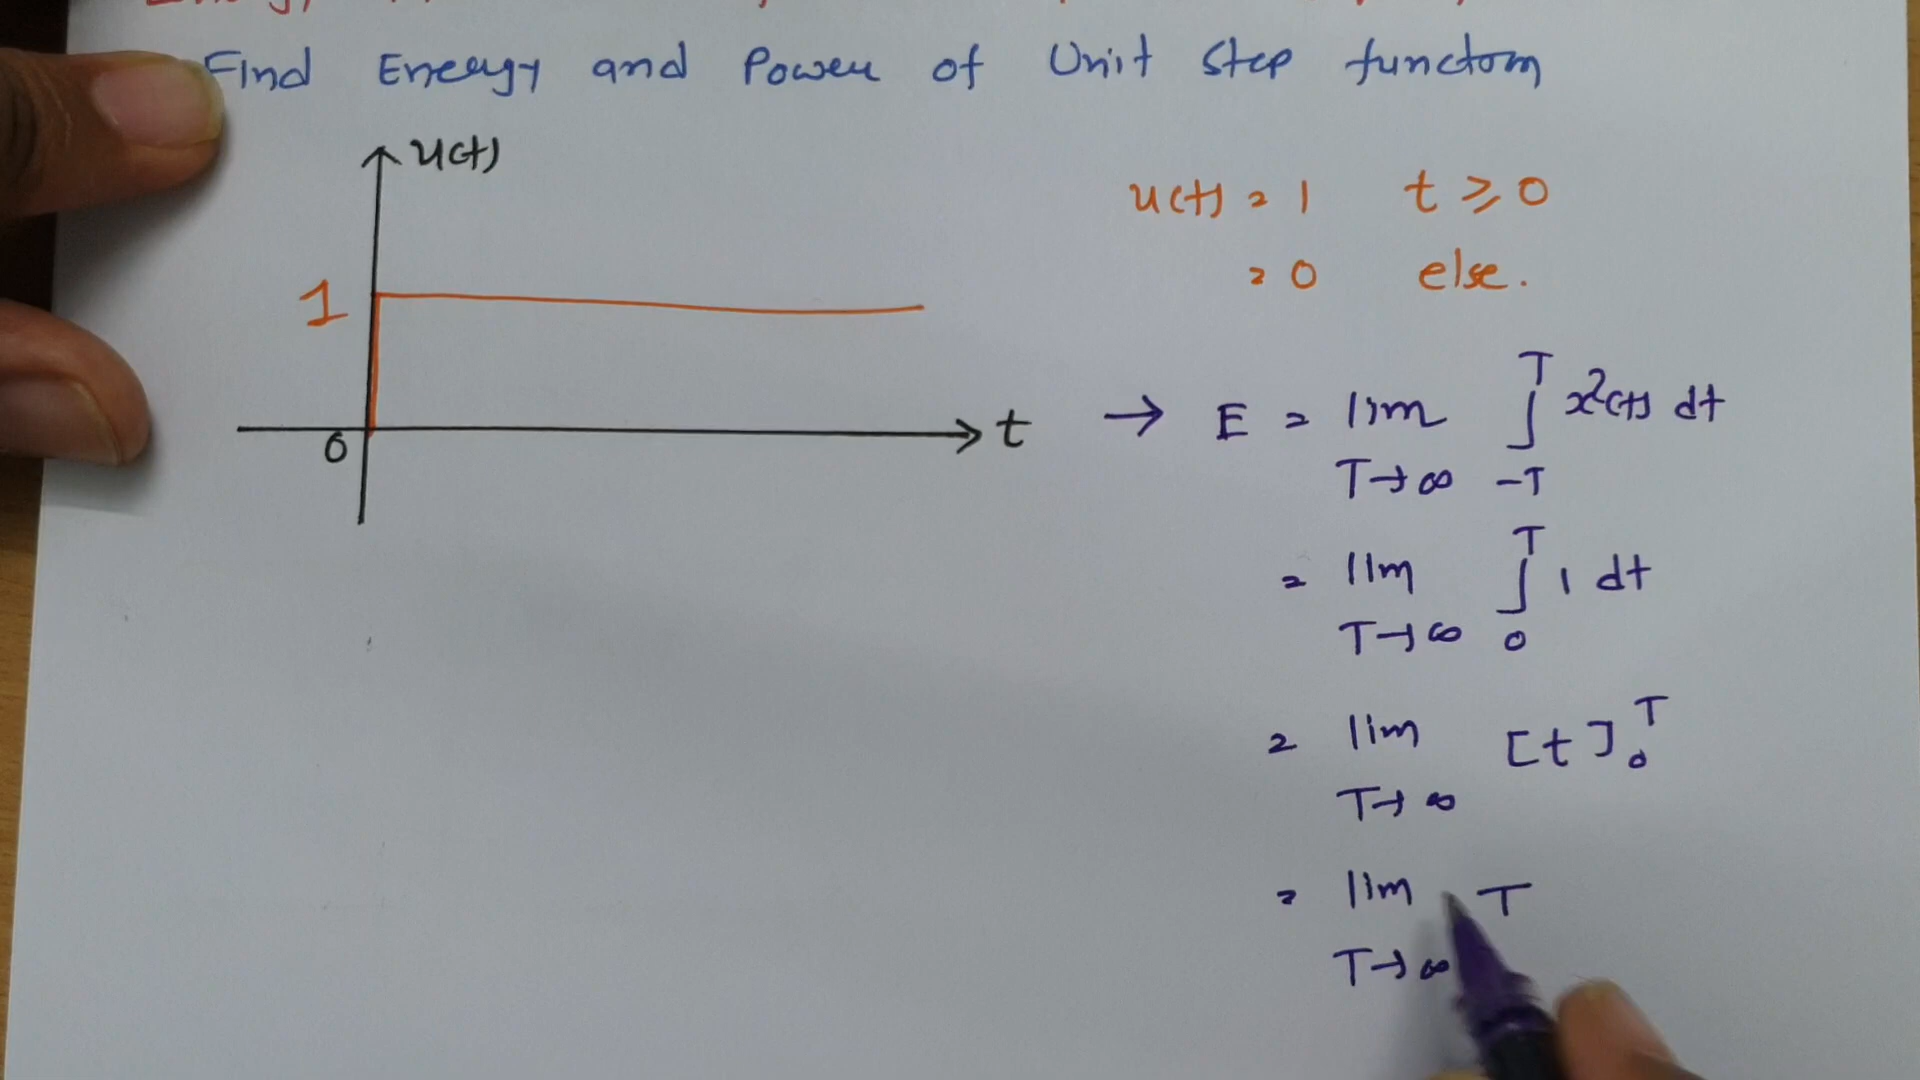 Find Energy and Power of Unit Step function
u(t)
1
0
t
u(t) = 1 t ≥ 0
= 0 else.
→ E = lim T→∞ ∫_{-T}^{T} x²(t) dt
= lim T→∞ ∫_{0}^{T} 1 dt
= lim T→∞ [t]_{0}^{T}
= lim T→∞ T